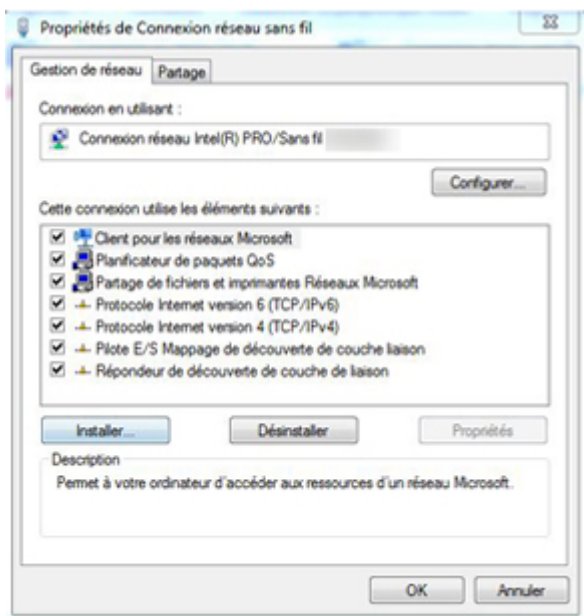 Propriétés de Connexion réseau sans fil
Gestion de réseau Partage
Connexion en utilisant :
Connexion réseau Intel(R) PRO/Sans fil
Configurer...
Cette connexion utilise les éléments suivants :
Client pour les réseaux Microsoft
Planificateur de paquets QoS
Partage de fichiers et imprimantes Réseaux Microsoft
Protocole Internet version 6 (TCP/IPv6)
Protocole Internet version 4 (TCP/IPv4)
Pilote E/S Mappage de découverte de couche liaison
Répondeur de découverte de couche de liaison
Installer... Désinstaller Propriétés
Description
Permet à votre ordinateur d'accéder aux ressources d'un réseau Microsoft.
OK Annuler